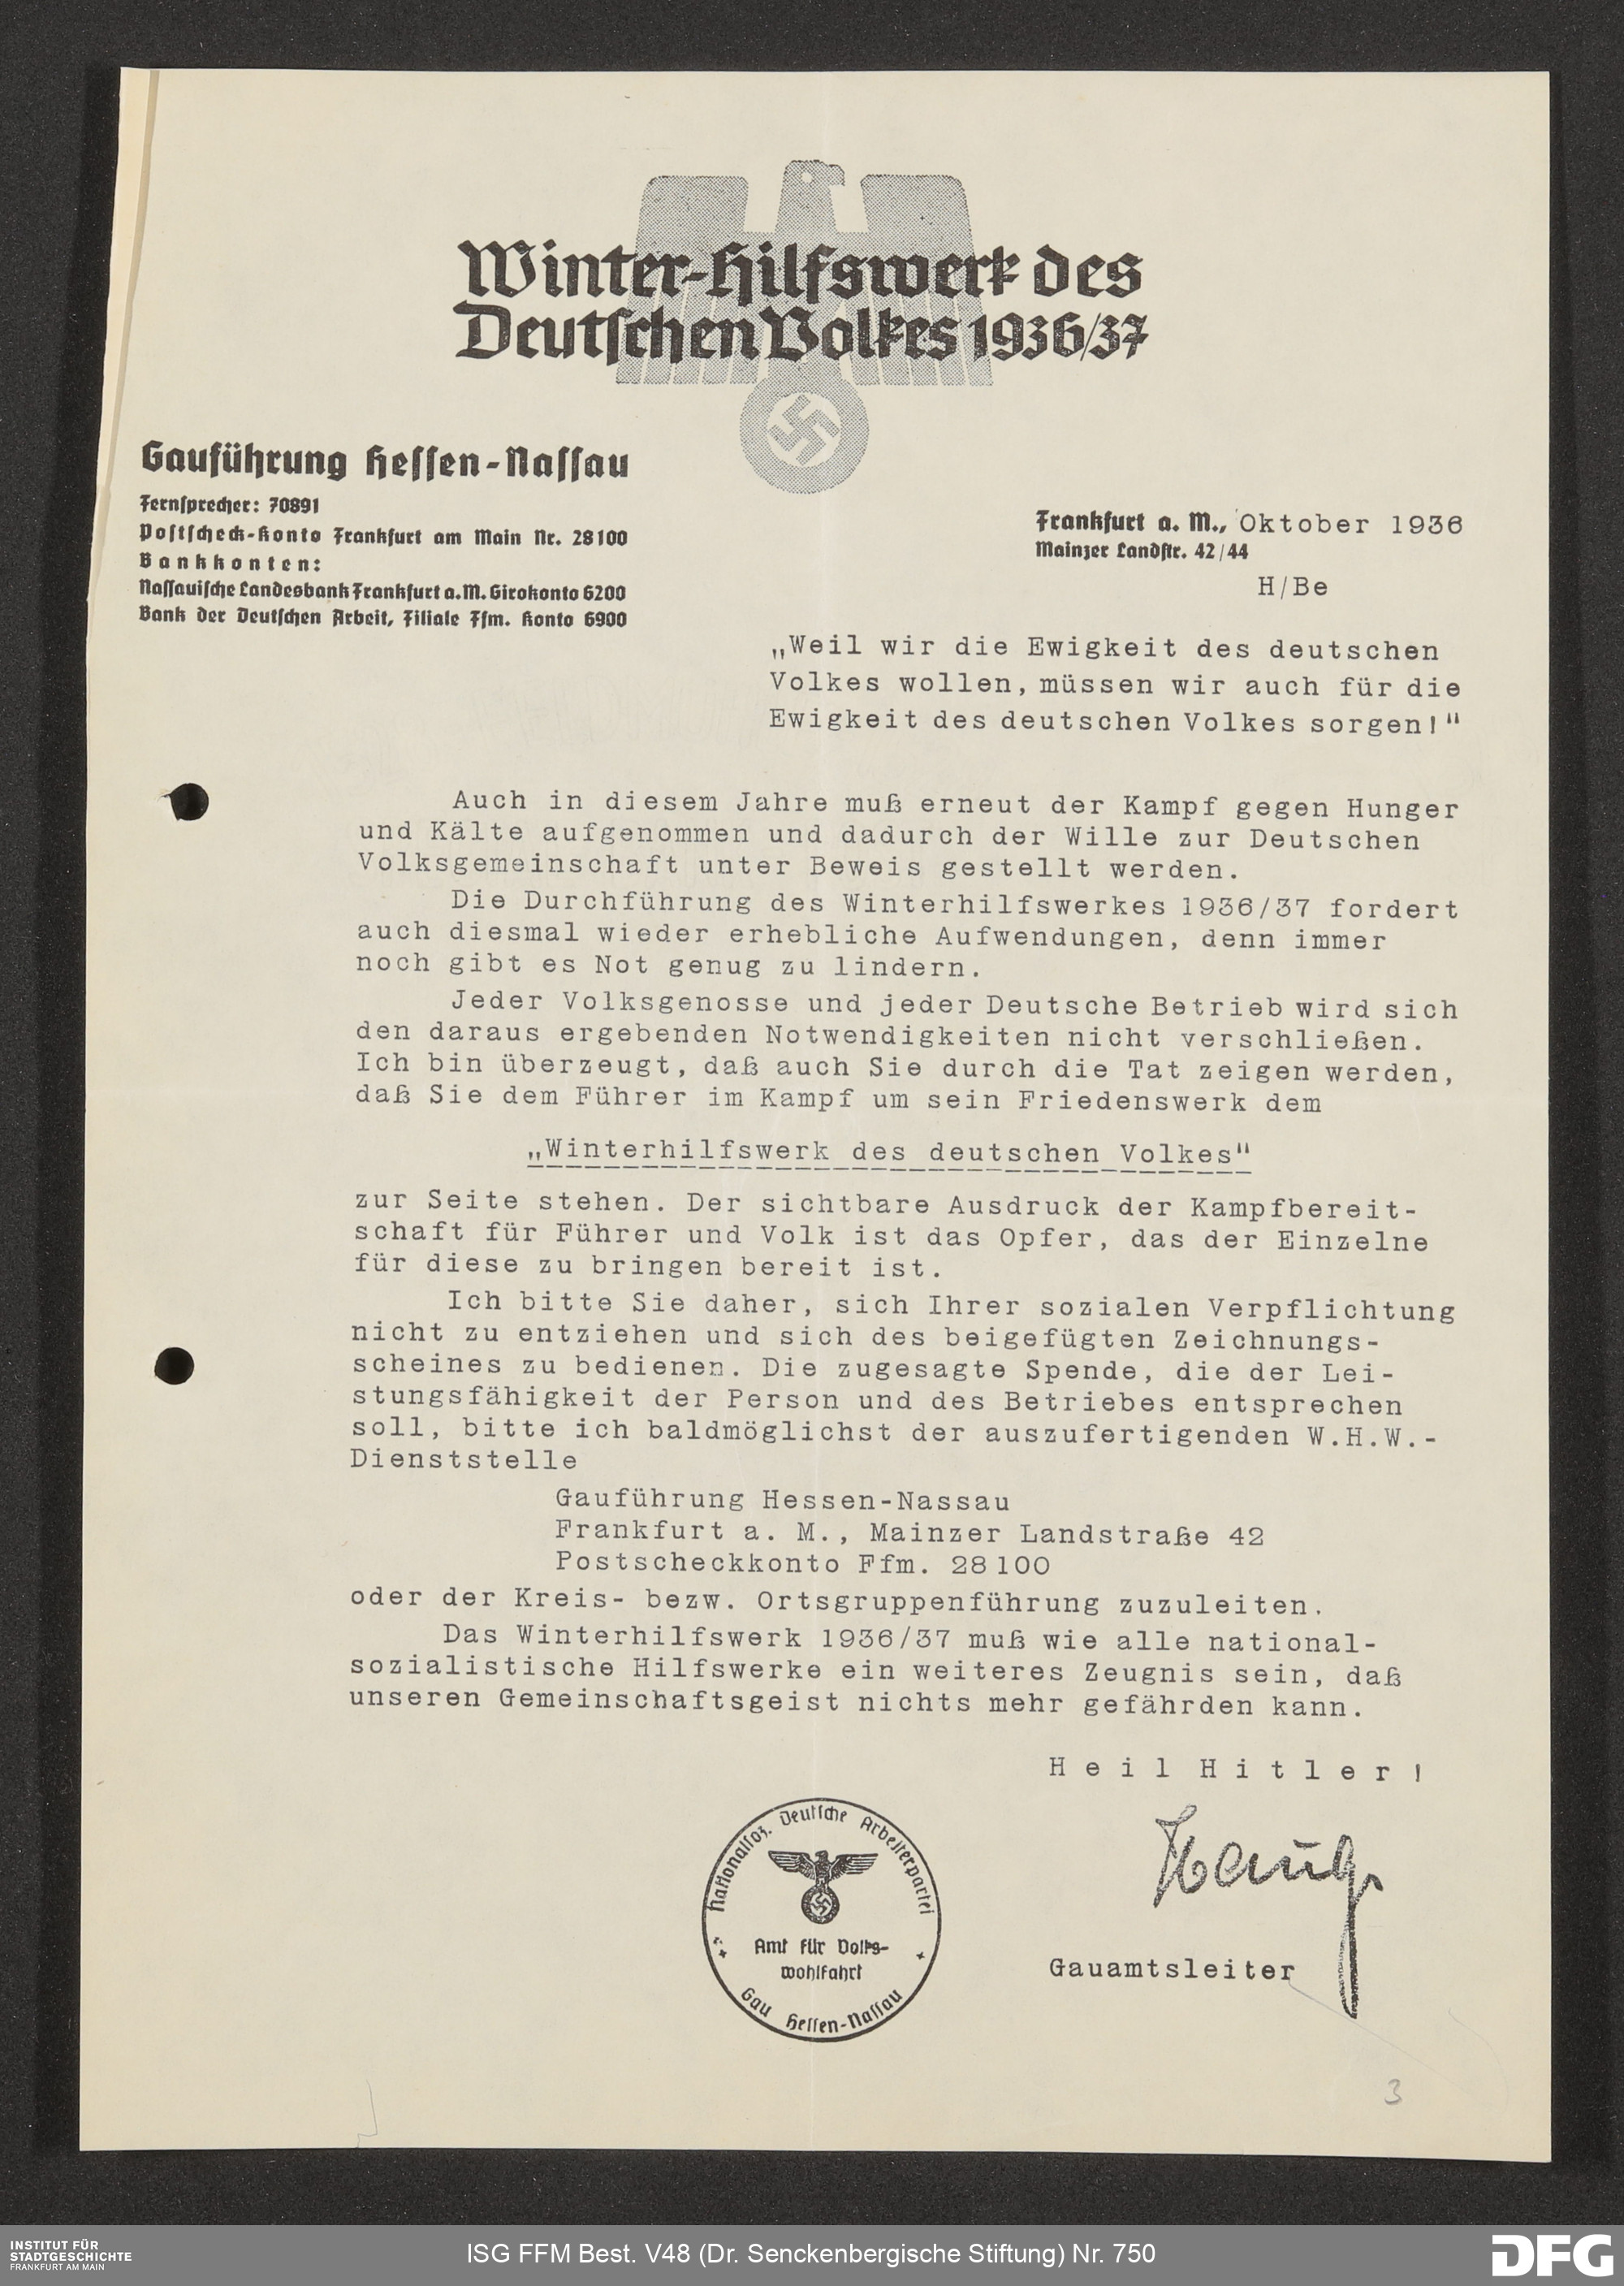 Winter-Hilfswerk des
Deutschen Volkes 1936/37
Gauführung Hessen-Nassau
Fernsprecher: 70891
Postscheck-Konto Frankfurt am Main Nr. 28100
Bankkonten:
Nassauische Landesbank Frankfurt a. M. Girokonto 6200
Bank der Deutschen Arbeit, Filiale Ffm. Konto 6900
Frankfurt a. M., Oktober 1936
Mainzer Landstr. 42/44
H/Be
„Weil wir die Ewigkeit des deutschen
Volkes wollen, müssen wir auch für die
Ewigkeit des deutschen Volkes sorgen!“
Auch in diesem Jahre muß erneut der Kampf gegen Hunger
und Kälte aufgenommen und dadurch der Wille zur Deutschen
Volksgemeinschaft unter Beweis gestellt werden.
Die Durchführung des Winterhilfswerkes 1936/37 fordert
auch diesmal wieder erhebliche Aufwendungen, denn immer
noch gibt es Not genug zu lindern.
Jeder Volksgenosse und jeder Deutsche Betrieb wird sich
den daraus ergebenden Notwendigkeiten nicht verschließen.
Ich bin überzeugt, daß auch Sie durch die Tat zeigen werden,
daß Sie dem Führer im Kampf um sein Friedenswerk dem
„Winterhilfswerk des deutschen Volkes“
zur Seite stehen. Der sichtbare Ausdruck der Kampfbereit-
schaft für Führer und Volk ist das Opfer, das der Einzelne
für diese zu bringen bereit ist.
Ich bitte Sie daher, sich Ihrer sozialen Verpflichtung
nicht zu entziehen und sich des beigefügten Zeichnungs-
scheines zu bedienen. Die zugesagte Spende, die der Lei-
stungsfähigkeit der Person und des Betriebes entsprechen
soll, bitte ich baldmöglichst der auszufertigenden W.H.W.-
Dienststelle
Gauführung Hessen-Nassau
Frankfurt a. M., Mainzer Landstraße 42
Postscheckkonto Ffm. 28100
oder der Kreis- bezw. Ortsgruppenführung zuzuleiten.
Das Winterhilfswerk 1936/37 muß wie alle national-
sozialistische Hilfswerke ein weiteres Zeugnis sein, daß
unseren Gemeinschaftsgeist nichts mehr gefährden kann.
Heil Hitler!
Haug
Nationalsoz. Deutsche Arbeiterpartei
Amt für Volks-
wohlfahrt
Gau Hessen-Nassau
Gauamtsleiter
3
INSTITUT FÜR
STADTGESCHICHTE
FRANKFURT AM MAIN
ISG FFM Best. V48 (Dr. Senckenbergische Stiftung) Nr. 750
DFG